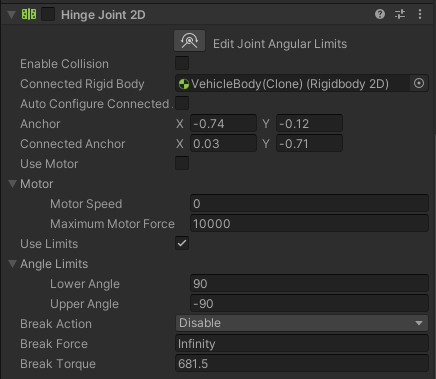 Hinge Joint 2D
Edit Joint Angular Limits
Enable Collision
Connected Rigid Body VehicleBody(Clone) (Rigidbody 2D)
Auto Configure Connected
Anchor X -0.74 Y -0.12
Connected Anchor X 0.03 Y -0.71
Use Motor
Motor
Motor Speed 0
Maximum Motor Force 10000
Use Limits
Angle Limits
Lower Angle 90
Upper Angle -90
Break Action Disable
Break Force Infinity
Break Torque 681.5